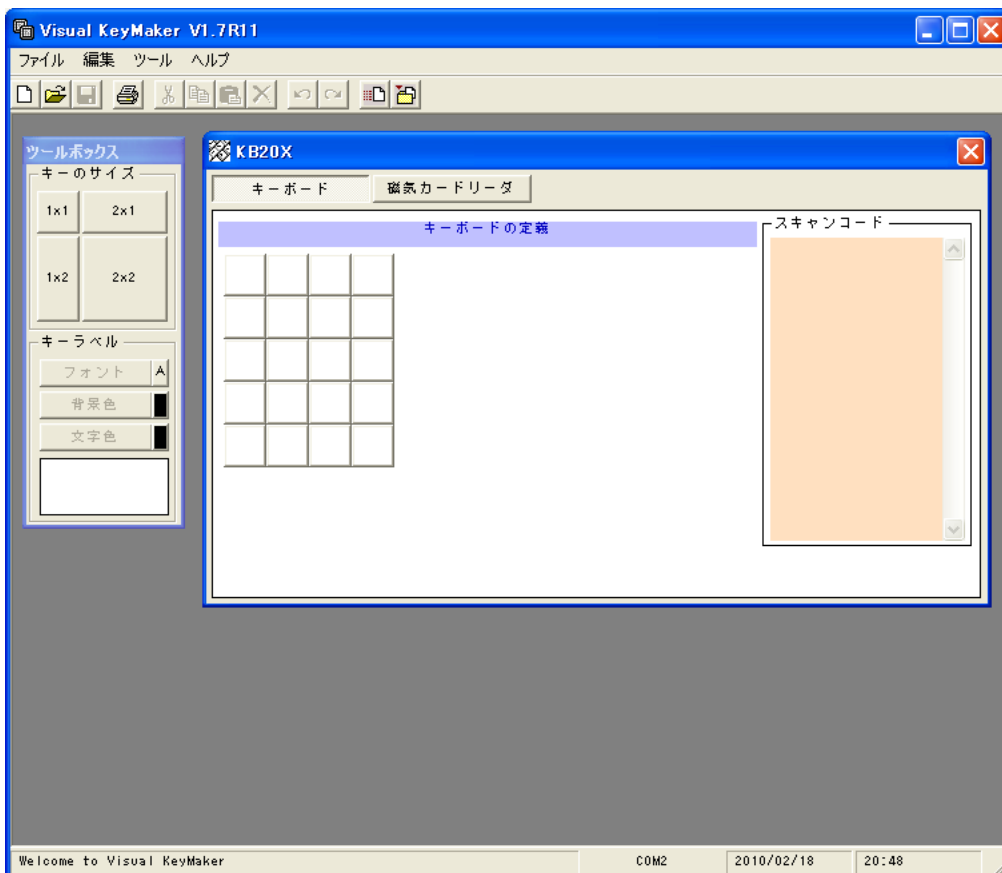 Visual KeyMaker V1.7R11
ファイル 編集 ツール ヘルプ
ツールボックス
キーのサイズ
1x1 2x1
1x2 2x2
キーラベル
フォント A
背景色
文字色
KB20X
キーボード 磁気カードリーダ
キーボードの定義
スキャンコード
Welcome to Visual KeyMaker COM2 2010/02/18 20:48